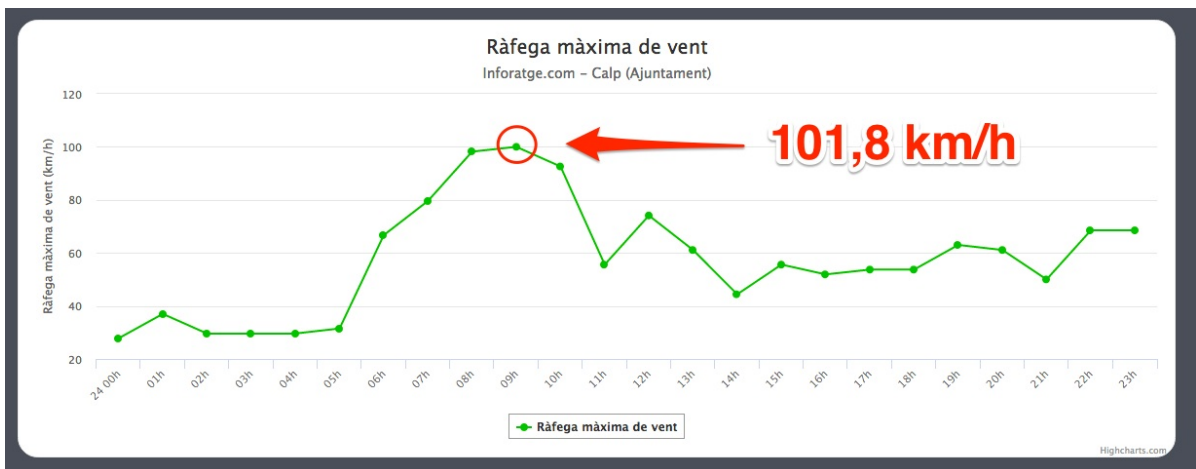 Ràfega màxima de vent
Inforatge.com – Calp (Ajuntament)
Ràfega màxima de vent (km/h)
120
100
80
60
40
20
101,8 km/h
24 00h 01h 02h 03h 04h 05h 06h 07h 08h 09h 10h 11h 12h 13h 14h 15h 16h 17h 18h 19h 20h 21h 22h 23h
Ràfega màxima de vent
Highcharts.com